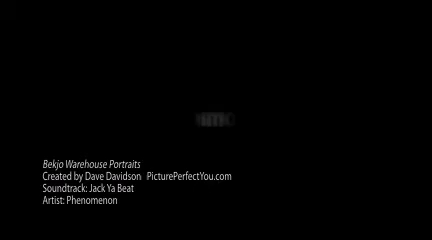 Bekjo Warehouse Portraits
Created by Dave Davidson PicturePerfectYou.com
Soundtrack: Jack Ya Beat
Artist: Phenomenon